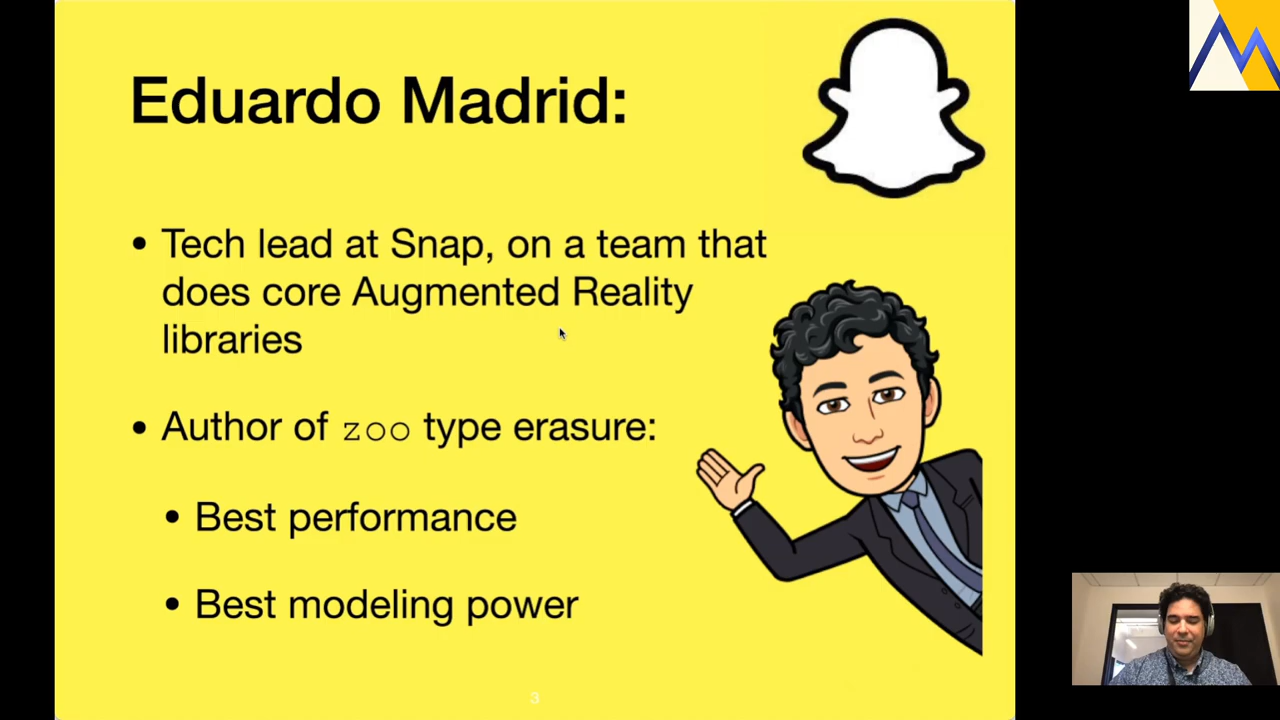 Eduardo Madrid:
• Tech lead at Snap, on a team that
does core Augmented Reality
libraries
• Author of zoo type erasure:
• Best performance
• Best modeling power
3